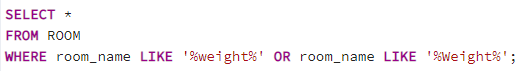 SELECT *
FROM ROOM
WHERE room_name LIKE '%weight%' OR room_name LIKE '%Weight%';